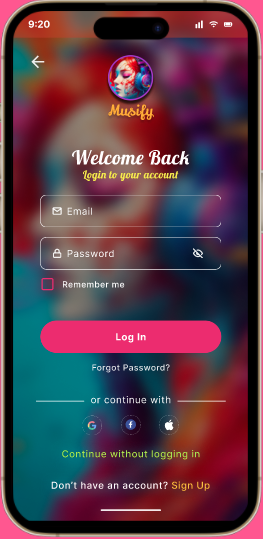 9:20
Musify
Welcome Back
Login to your account
Email
Password
Remember me
Log In
Forgot Password?
or continue with
Continue without logging in
Don't have an account? Sign Up